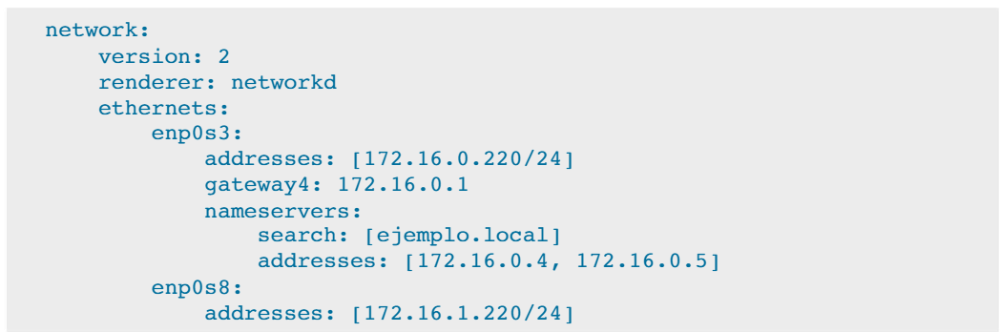 network:
    version: 2
    renderer: networkd
    ethernets:
        enp0s3:
            addresses: [172.16.0.220/24]
            gateway4: 172.16.0.1
            nameservers:
                search: [ejemplo.local]
                addresses: [172.16.0.4, 172.16.0.5]
        enp0s8:
            addresses: [172.16.1.220/24]